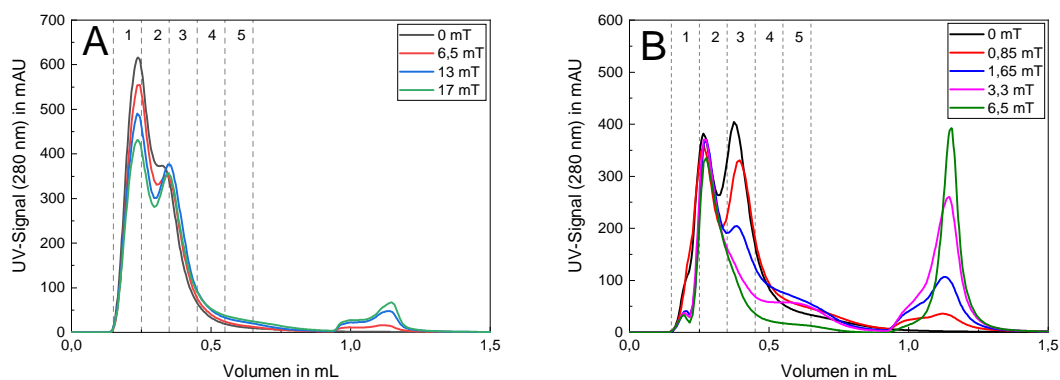 A
1 2 3 4 5
0 mT
6,5 mT
13 mT
17 mT
700
600
500
400
300
200
100
0
0,0 0,5 1,0 1,5
UV-Signal (280 nm) in mAU
Volumen in mL
B
1 2 3 4 5
0 mT
0,85 mT
1,65 mT
3,3 mT
6,5 mT
600
500
400
300
200
100
0
0,0 0,5 1,0 1,5
UV-Signal (280 nm) in mAU
Volumen in mL